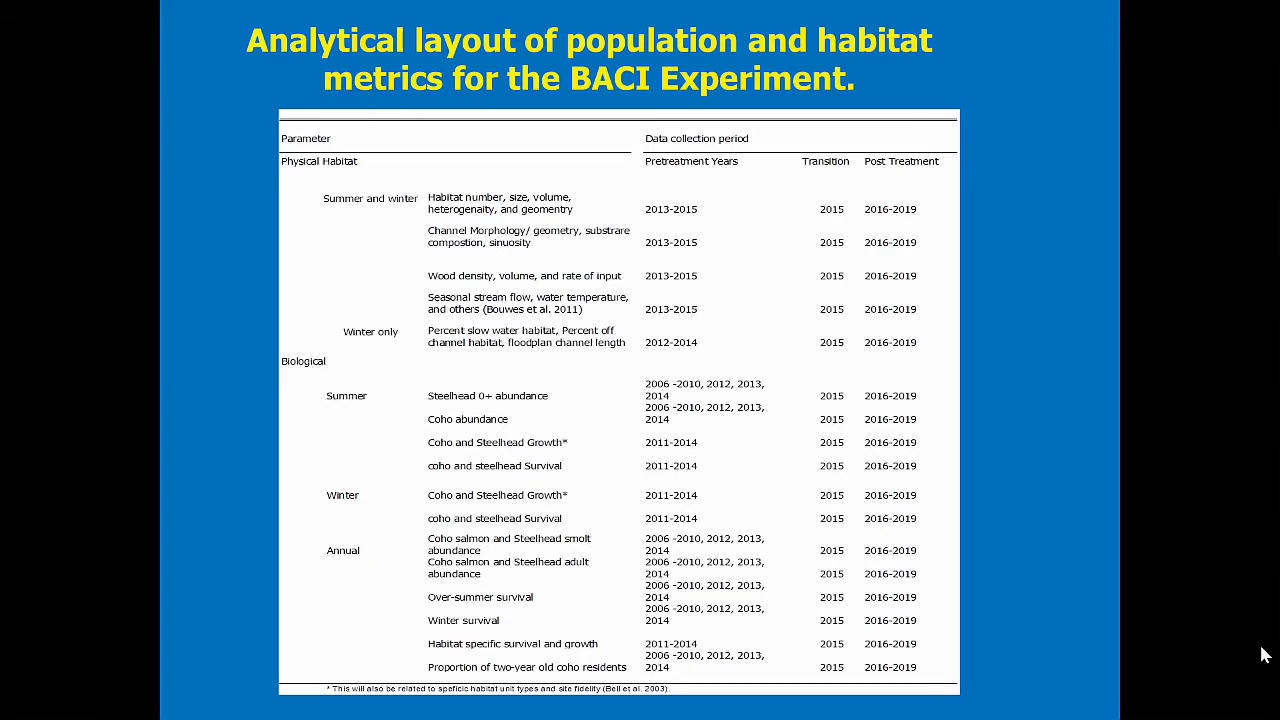 Analytical layout of population and habitat
metrics for the BACI Experiment.
Parameter Data collection period
Physical Habitat Pretreatment Years Transition Post Treatment
Summer and winter Habitat number, size, volume,
heterogenaity, and geomentry 2013-2015 2015 2016-2019
Channel Morphology/ geometry, substrare
compostion, sinuosity 2013-2015 2015 2016-2019
Wood density, volume, and rate of input 2013-2015 2015 2016-2019
Seasonal stream flow, water temperature,
and others (Bouwes et al. 2011) 2013-2015 2015 2016-2019
Winter only Percent slow water habitat, Percent off
channel habitat, floodplan channel length 2012-2014 2015 2016-2019
Biological
2006 -2010, 2012, 2013,
Summer Steelhead 0+ abundance 2014 2015 2016-2019
2006 -2010, 2012, 2013,
Coho abundance 2014 2015 2016-2019
Coho and Steelhead Growth* 2011-2014 2015 2016-2019
coho and steelhead Survival 2011-2014 2015 2016-2019
Winter Coho and Steelhead Growth* 2011-2014 2015 2016-2019
coho and steelhead Survival 2011-2014 2015 2016-2019
Coho salmon and Steelhead smolt 2006 -2010, 2012, 2013,
Annual abundance 2014 2015 2016-2019
Coho salmon and Steelhead adult 2006 -2010, 2012, 2013,
abundance 2014 2015 2016-2019
2006 -2010, 2012, 2013,
Over-summer survival 2014 2015 2016-2019
2006 -2010, 2012, 2013,
Winter survival 2014 2015 2016-2019
Habitat specific survival and growth 2011-2014 2015 2016-2019
2006 -2010, 2012, 2013,
Proportion of two-year old coho residents 2014 2015 2016-2019
* This will also be related to speficic habitat unit types and site fidelity (Bell et al. 2003).